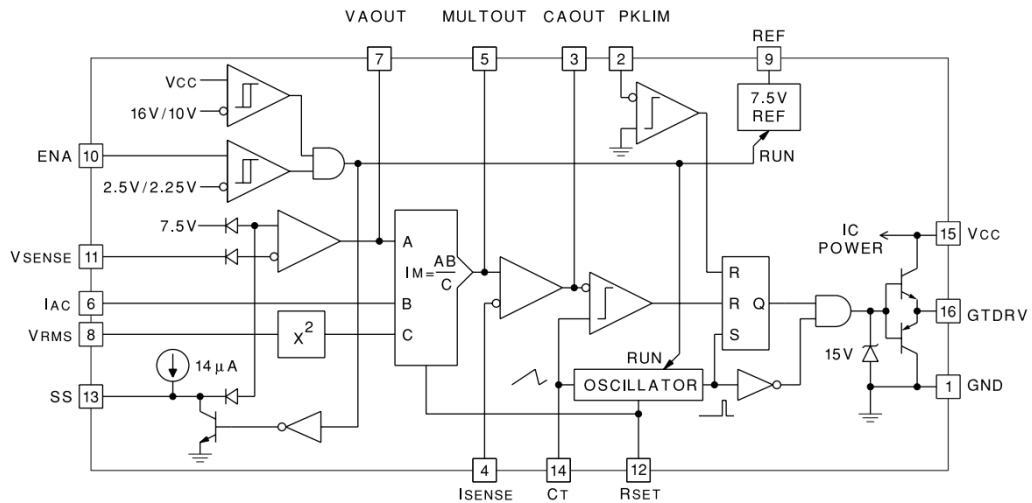 VAOUT MULTOUT CAOUT PKLIM REF
7 5 3 2 9
VCC
16V/10V
7.5V
REF
ENA 10
RUN
2.5V/2.25V
7.5V
VSENSE 11
A
IM=AB/C
B
C
IAC 6
VRMS 8
X²
IC
POWER
15 VCC
R
R Q
S
16 GTDRV
15V
14µA
RUN
OSCILLATOR
SS 13
1 GND
4 14 12
ISENSE CT RSET